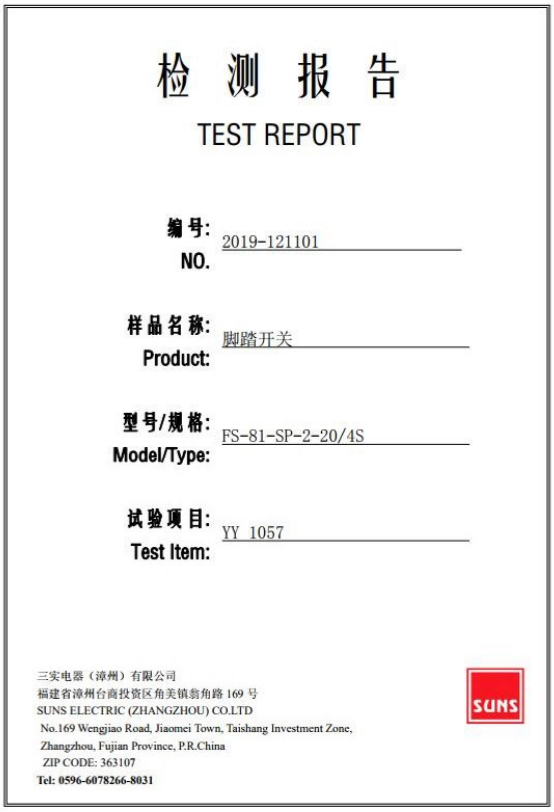 检测报告
TEST REPORT
编号: 2019-121101
NO.
样品名称: 脚踏开关
Product:
型号/规格: FS-81-SP-2-20/4S
Model/Type:
试验项目: YY 1057
Test Item:
三实电器（漳州）有限公司
福建省漳州台商投资区角美镇翁角路 169 号
SUNS ELECTRIC (ZHANGZHOU) CO.LTD
No.169 Wengjiao Road, Jiaomei Town, Taishang Investment Zone,
Zhangzhou, Fujian Province, P.R.China
ZIP CODE: 363107
Tel: 0596-6078266-8031
SUNS